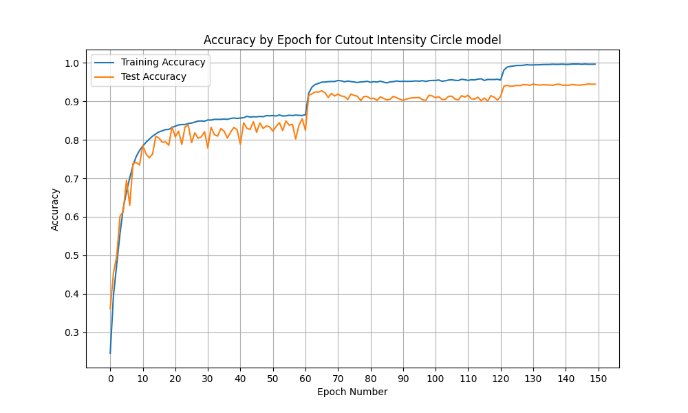 Accuracy by Epoch for Cutout Intensity Circle model
Training Accuracy
Test Accuracy
1.0
0.9
0.8
0.7
0.6
0.5
0.4
0.3
Accuracy
0 10 20 30 40 50 60 70 80 90 100 110 120 130 140 150
Epoch Number